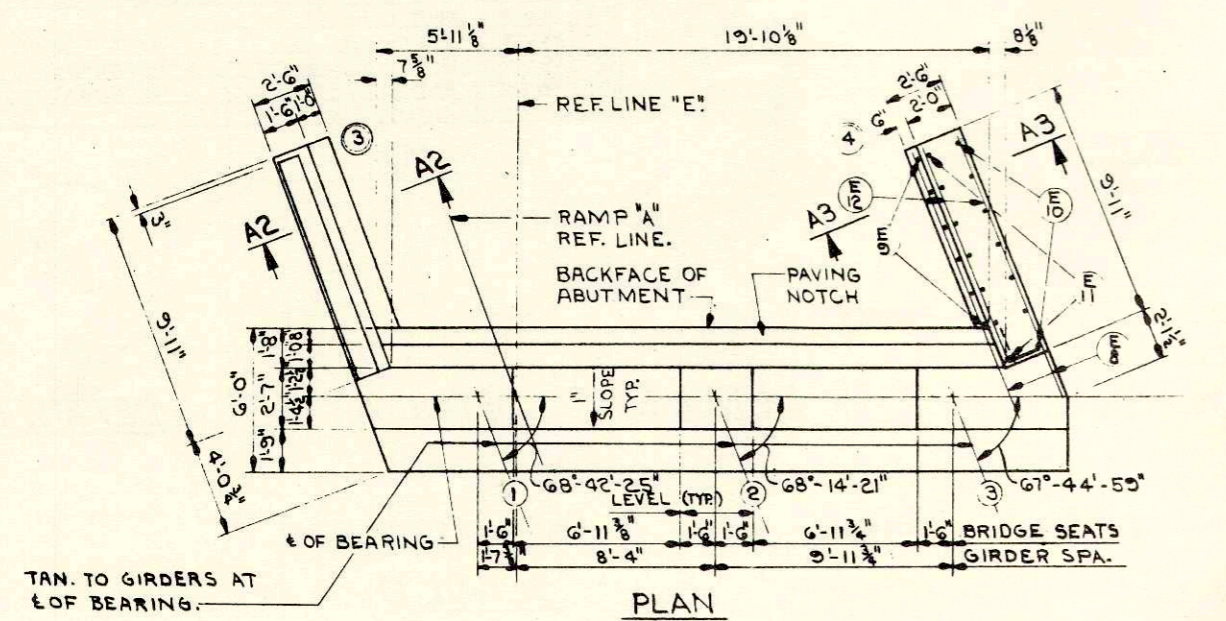 5'-11 1/8"
19'-10 1/8"
8 1/8"
7 5/8"
2'-6"
1'-6"
1'-0"
3
REF. LINE "E".
2'-6"
2'-0"
6"
4
A3
A2
A2
3"
RAMP "A"
REF. LINE.
A3
E
12
E
10
E9
E
11
9'-11"
BACKFACE OF
ABUTMENT
PAVING
NOTCH
9'-11"
6'-0"
1'-8"
2'-7"
1'-9"
1'-4 1/2"
1"
SLOPE
TYP.
4'-0 3/4"
1
68°-42'-25"
2
68°-14'-21"
3
67°-44'-59"
LEVEL (TYP.)
℄ OF BEARING
1'-6"
6'-11 3/8"
1'-6"
1'-6"
6'-11 3/4"
1'-6"
BRIDGE SEATS
8'-4"
9'-11 3/4"
GIRDER SPA.
TAN. TO GIRDERS AT
℄ OF BEARING.
PLAN